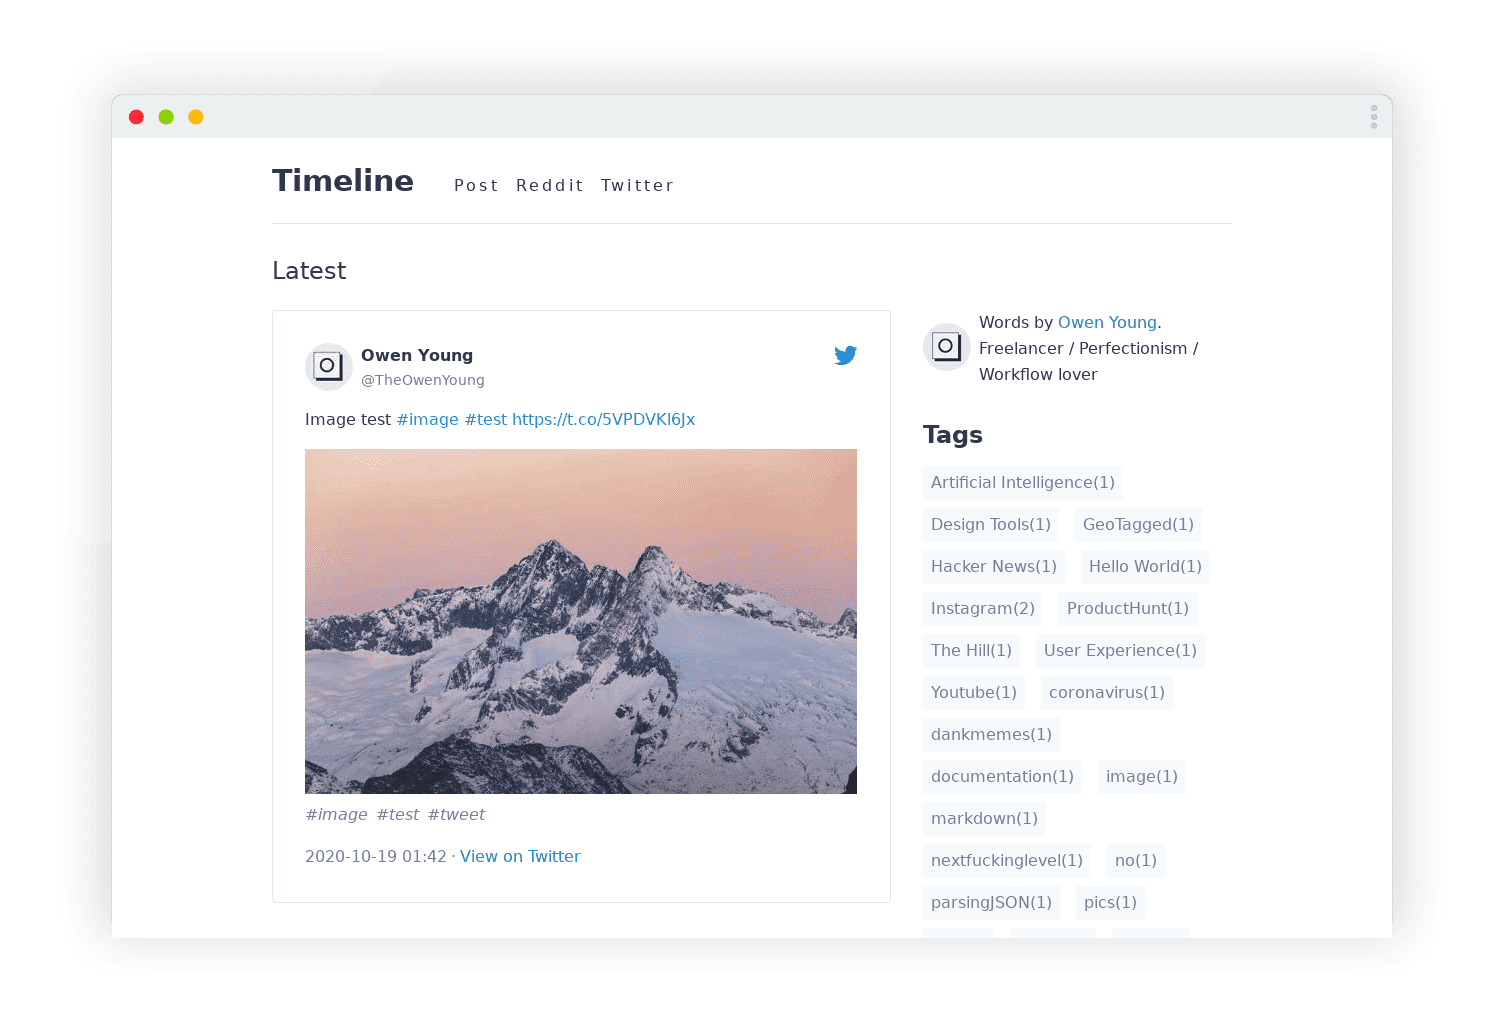 Timeline
Post Reddit Twitter
Latest
Owen Young
@TheOwenYoung
Image test #image #test https://t.co/5VPDVKl6Jx
#image #test #tweet
2020-10-19 01:42 · View on Twitter
Words by Owen Young.
Freelancer / Perfectionism /
Workflow lover
Tags
Artificial Intelligence(1)
Design Tools(1) GeoTagged(1)
Hacker News(1) Hello World(1)
Instagram(2) ProductHunt(1)
The Hill(1) User Experience(1)
Youtube(1) coronavirus(1)
dankmemes(1)
documentation(1) image(1)
markdown(1)
nextfuckinglevel(1) no(1)
parsingJSON(1) pics(1)